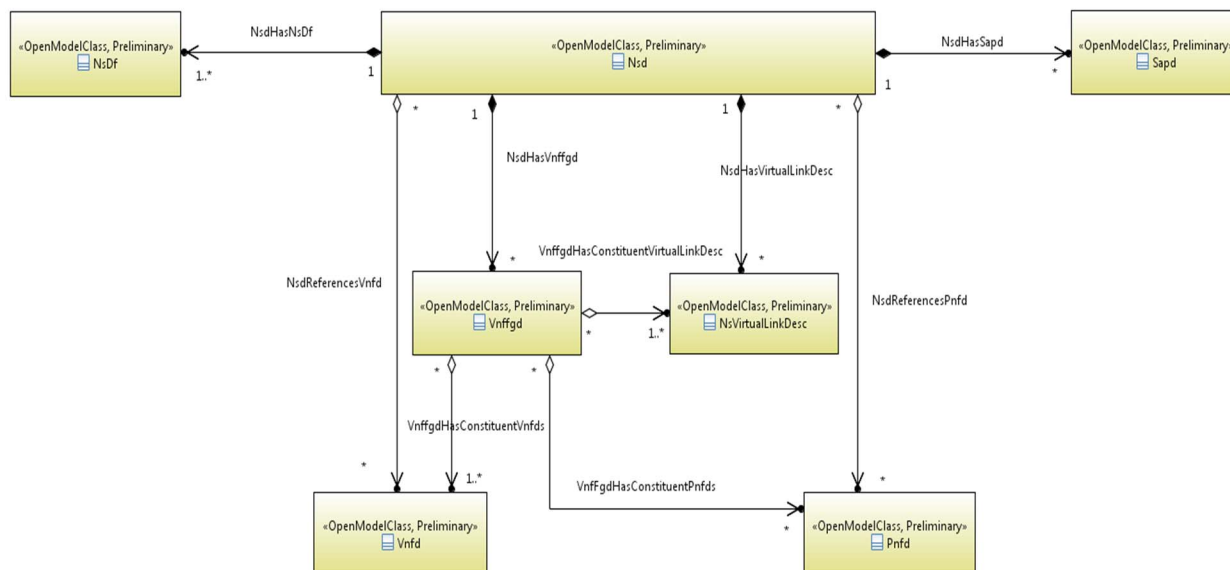 NsdHasNsDf
NsdHasSapd
«OpenModelClass, Preliminary»
NsDf
«OpenModelClass, Preliminary»
Nsd
«OpenModelClass, Preliminary»
Sapd
1..*
1
1
*
*
1
1
*
NsdHasVnffgd
NsdHasVirtualLinkDesc
VnffgdHasConstituentVirtualLinkDesc
*
*
NsdReferencesVnfd
NsdReferencesPnfd
«OpenModelClass, Preliminary»
Vnffgd
«OpenModelClass, Preliminary»
NsVirtualLinkDesc
*
1..*
*
*
VnffgdHasConstituentVnfds
*
1..*
*
VnfFgdHasConstituentPnfds
*
«OpenModelClass, Preliminary»
Vnfd
«OpenModelClass, Preliminary»
Pnfd